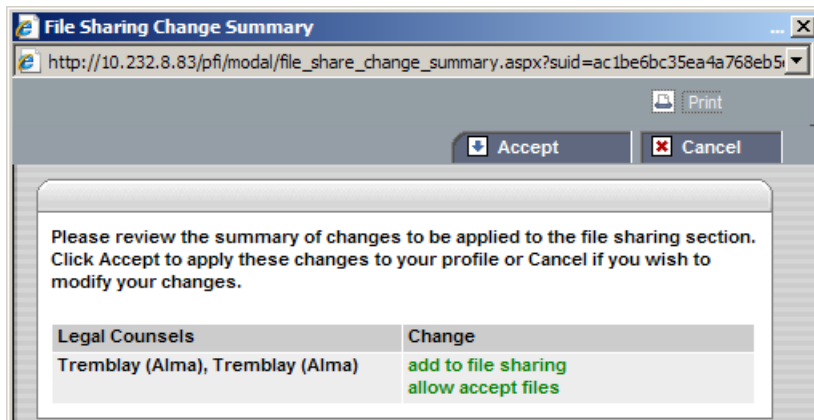 File Sharing Change Summary ...
http://10.232.8.83/pfi/modal/file_share_change_summary.aspx?suid=ac1be6bc35ea4a768eb5
Print
Accept Cancel
Please review the summary of changes to be applied to the file sharing section.
Click Accept to apply these changes to your profile or Cancel if you wish to
modify your changes.
Legal Counsels Change
Tremblay (Alma), Tremblay (Alma) add to file sharing
allow accept files